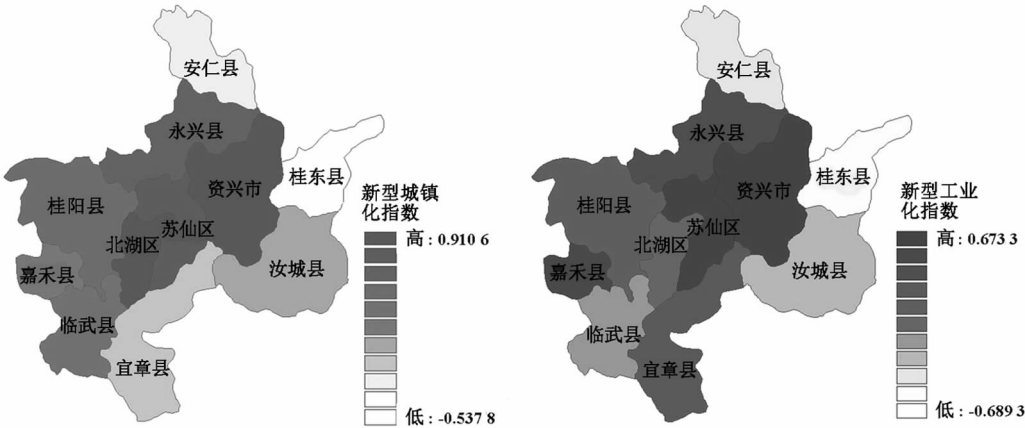 安仁县
永兴县
资兴市
桂东县
桂阳县
苏仙区
北湖区
汝城县
嘉禾县
临武县
宜章县
新型城镇
化指数
高：0.910 6
低：-0.537 8
安仁县
永兴县
资兴市
桂东县
桂阳县
苏仙区
北湖区
汝城县
嘉禾县
临武县
宜章县
新型工业
化指数
高：0.673 3
低：-0.689 3